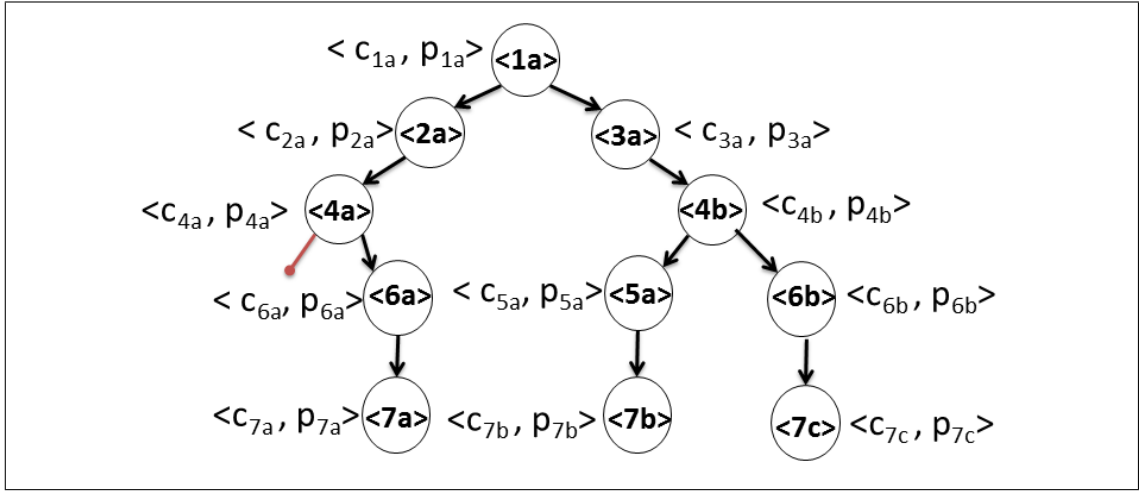 < c1a , p1a> <1a>
< c2a , p2a> <2a> <3a> < c3a , p3a>
<c4a , p4a> <4a> <4b> <c4b , p4b>
< c6a, p6a> <6a> < c5a, p5a> <5a> <6b> <c6b , p6b>
<c7a , p7a> <7a> <c7b , p7b> <7b> <7c> <c7c , p7c>